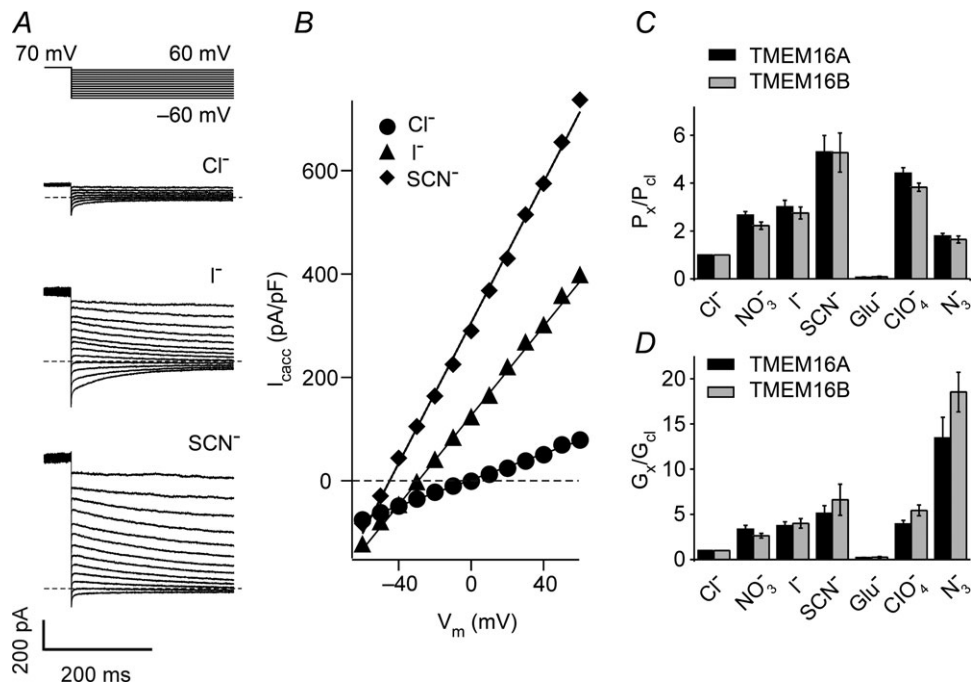 A
70 mV 60 mV
–60 mV
Cl⁻
I⁻
SCN⁻
200 pA
200 ms
B
Cl⁻
I⁻
SCN⁻
600
400
200
0
I_cacc (pA/pF)
−40 0 40
V_m (mV)
C
TMEM16A
TMEM16B
6
4
2
0
P_x/P_cl
Cl⁻ NO₃⁻ I⁻ SCN⁻ Glu⁻ ClO₄⁻ N₃⁻
D
TMEM16A
TMEM16B
20
15
10
5
0
G_x/G_cl
Cl⁻ NO₃⁻ I⁻ SCN⁻ Glu⁻ ClO₄⁻ N₃⁻